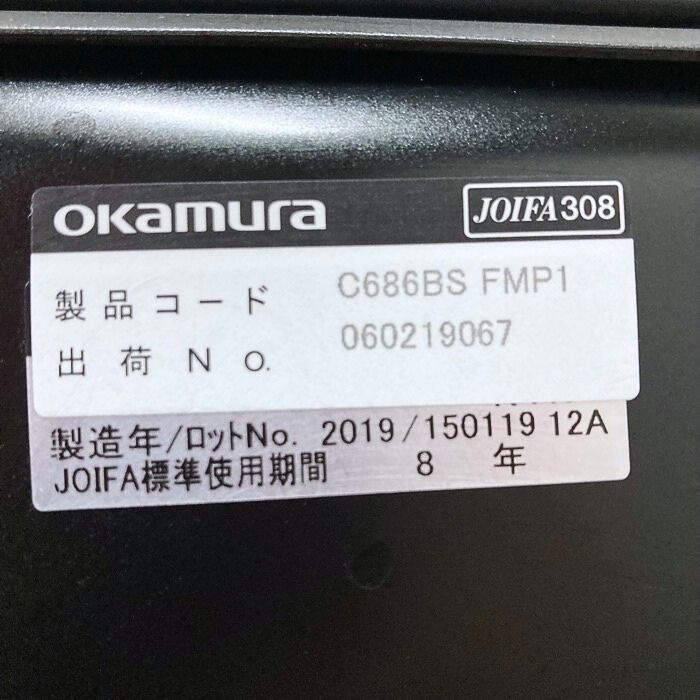 okamura
JOIFA308
製品コード C686BS FMP1
出荷No. 060219067
製造年/ロットNo. 2019/150119 12A
JOIFA標準使用期間 8 年